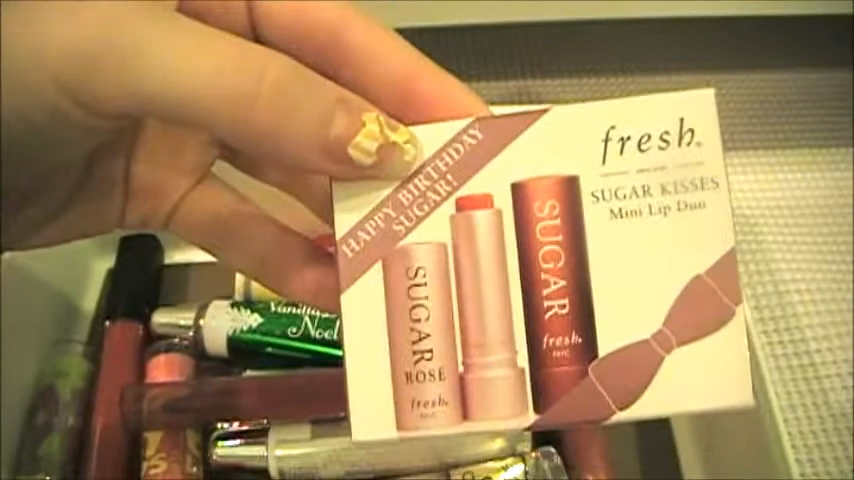 HAPPY BIRTHDAY
SUGAR!
fresh
SUGAR KISSES
Mini Lip Duo
SUGAR
ROSÉ
fresh
SUGAR
fresh
Vanilla
Noel